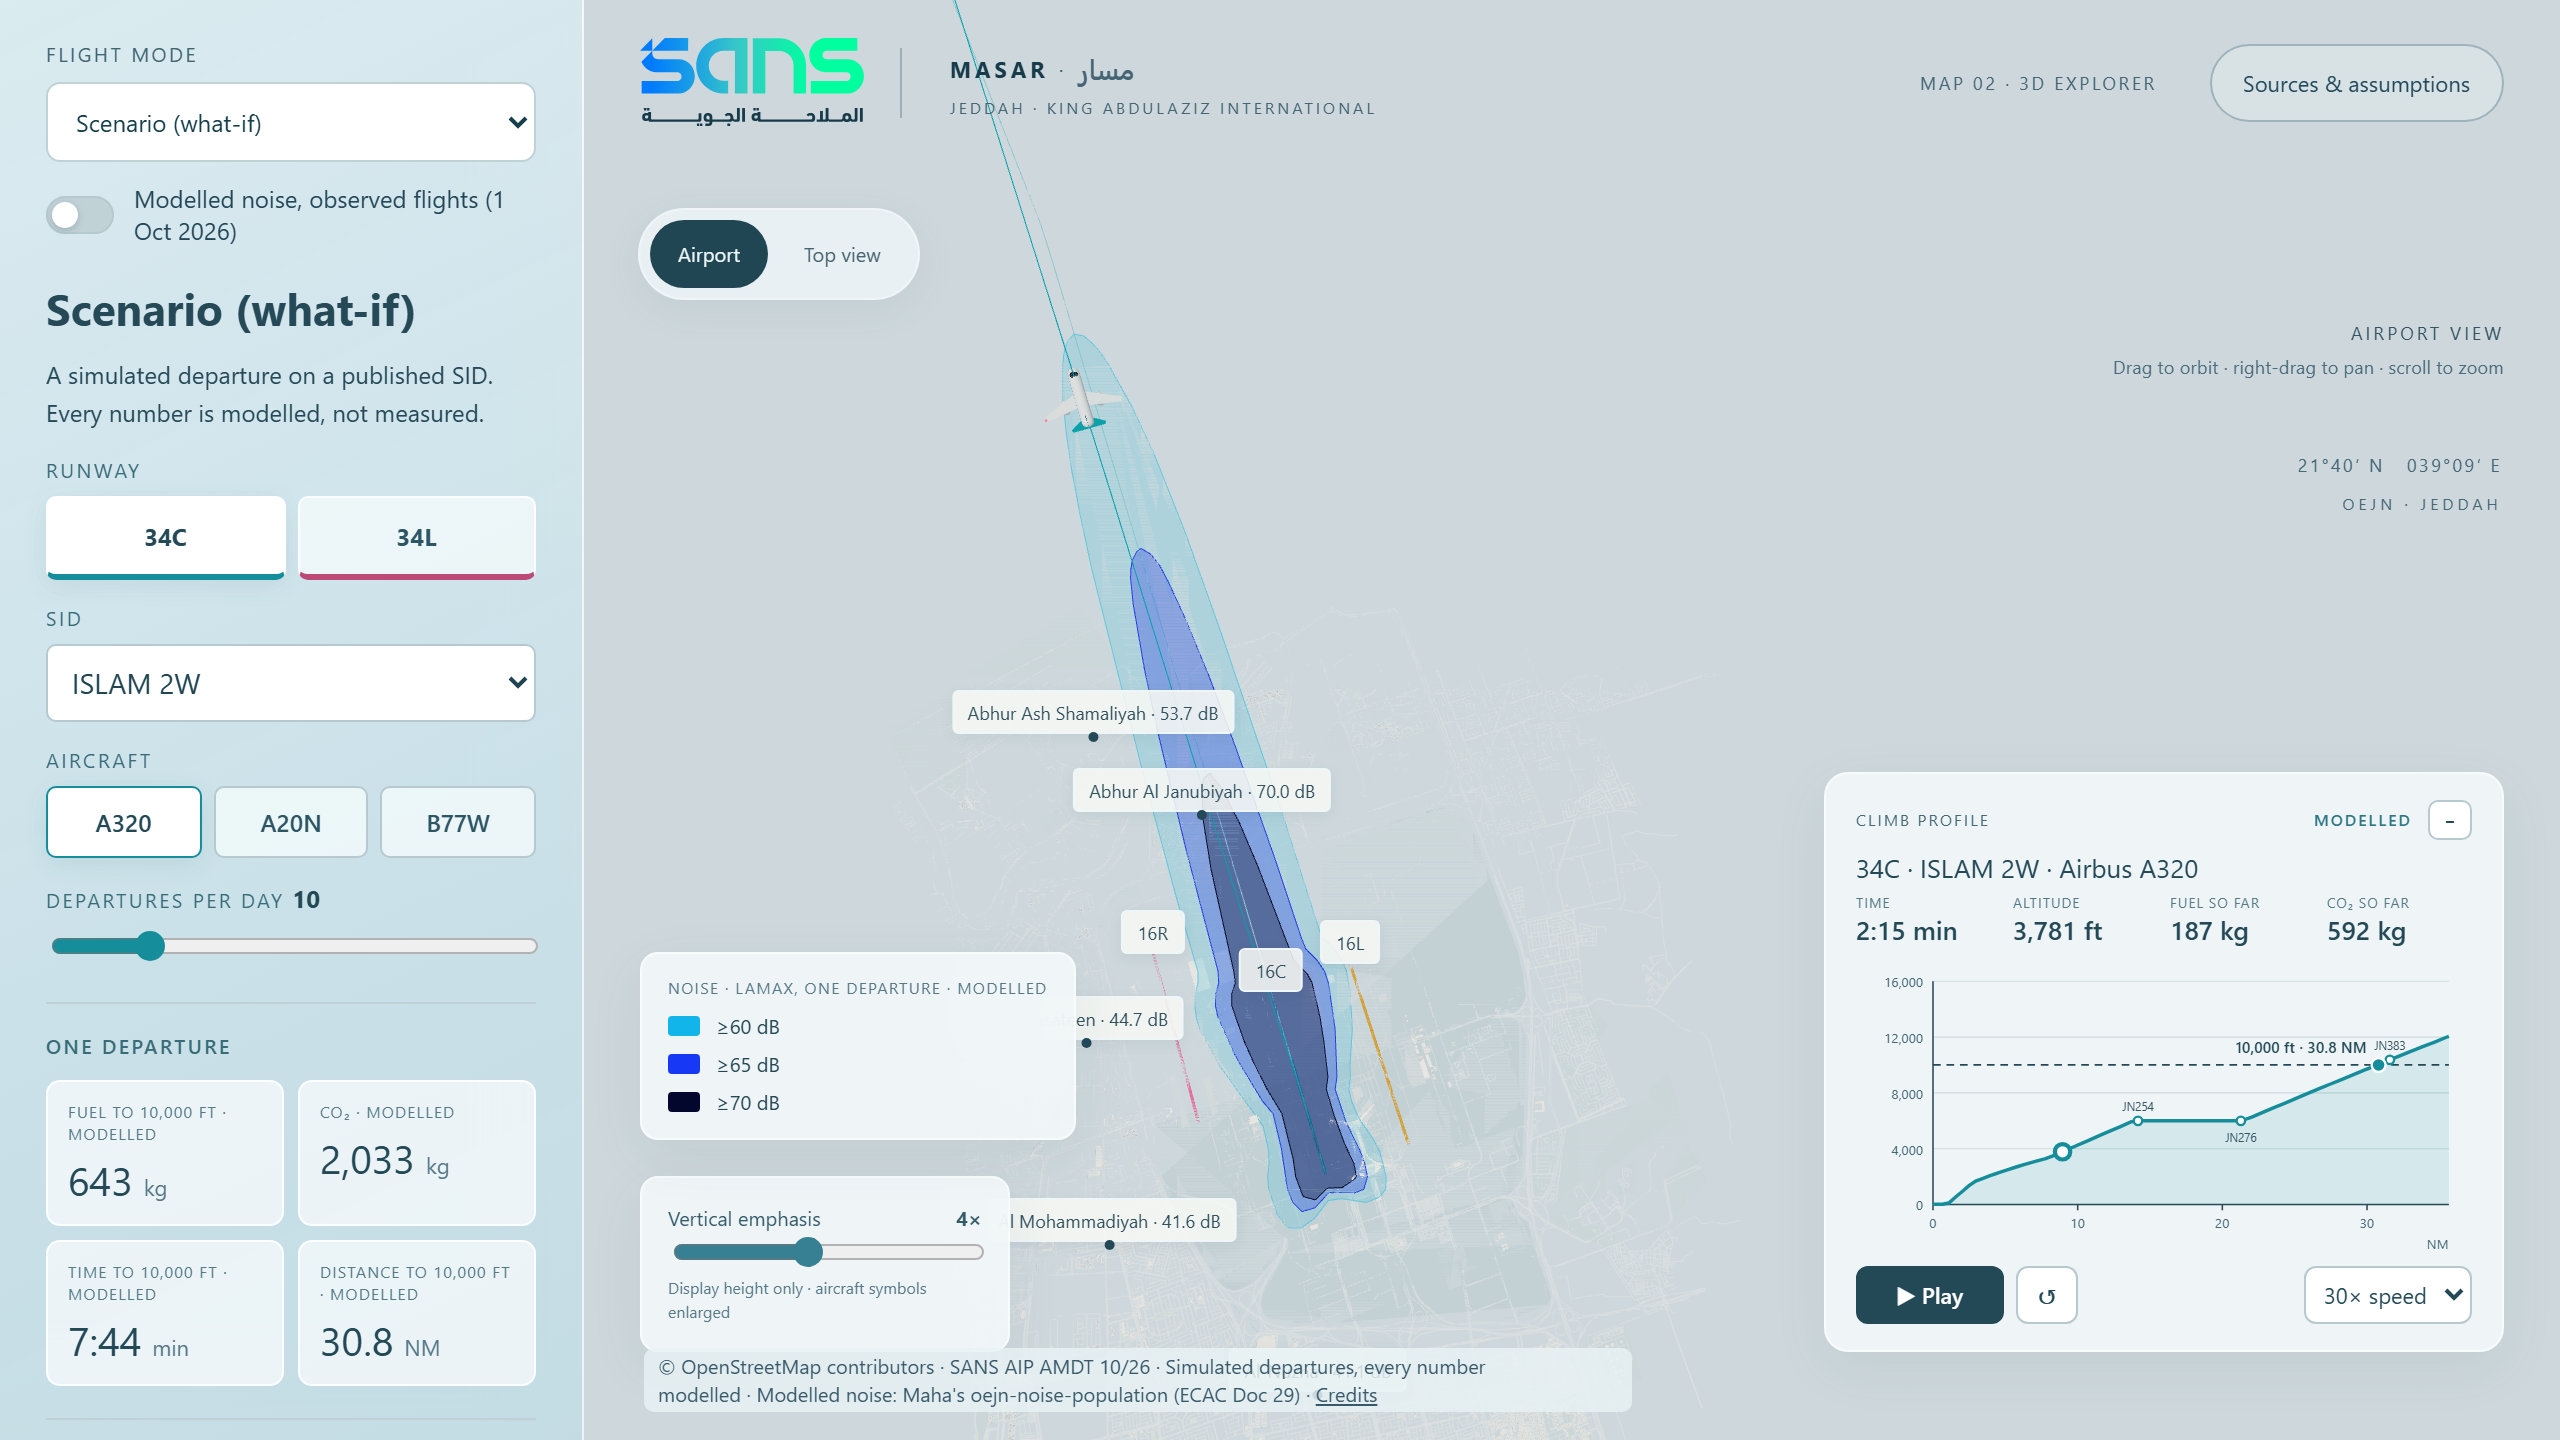 FLIGHT MODE
Scenario (what-if)
Modelled noise, observed flights (1
Oct 2026)
Scenario (what-if)
A simulated departure on a published SID.
Every number is modelled, not measured.
RUNWAY
34C
34L
SID
ISLAM 2W
AIRCRAFT
A320
A20N
B77W
DEPARTURES PER DAY 10
ONE DEPARTURE
FUEL TO 10,000 FT ·
MODELLED
643 kg
CO₂ · MODELLED
2,033 kg
TIME TO 10,000 FT ·
MODELLED
7:44 min
DISTANCE TO 10,000 FT
· MODELLED
30.8 NM
sans
الملاحة الجوية
MASAR · مسار
JEDDAH · KING ABDULAZIZ INTERNATIONAL
MAP 02 · 3D EXPLORER
Sources & assumptions
Airport
Top view
AIRPORT VIEW
Drag to orbit · right-drag to pan · scroll to zoom
21°40′ N 039°09′ E
OEJN · JEDDAH
Abhur Ash Shamaliyah · 53.7 dB
Abhur Al Janubiyah · 70.0 dB
16R
16L
16C
NOISE · LAMAX, ONE DEPARTURE · MODELLED
≥60 dB
≥65 dB
≥70 dB
· 44.7 dB
Vertical emphasis 4×
Display height only · aircraft symbols
enlarged
Al Mohammadiyah · 41.6 dB
© OpenStreetMap contributors · SANS AIP AMDT 10/26 · Simulated departures, every number
modelled · Modelled noise: Maha's oejn-noise-population (ECAC Doc 29) · Credits
CLIMB PROFILE
MODELLED
–
34C · ISLAM 2W · Airbus A320
TIME
2:15 min
ALTITUDE
3,781 ft
FUEL SO FAR
187 kg
CO₂ SO FAR
592 kg
16,000
12,000
8,000
4,000
0
10,000 ft · 30.8 NM
JN383
JN254
JN276
0
10
20
30
NM
▶ Play
↺
30× speed